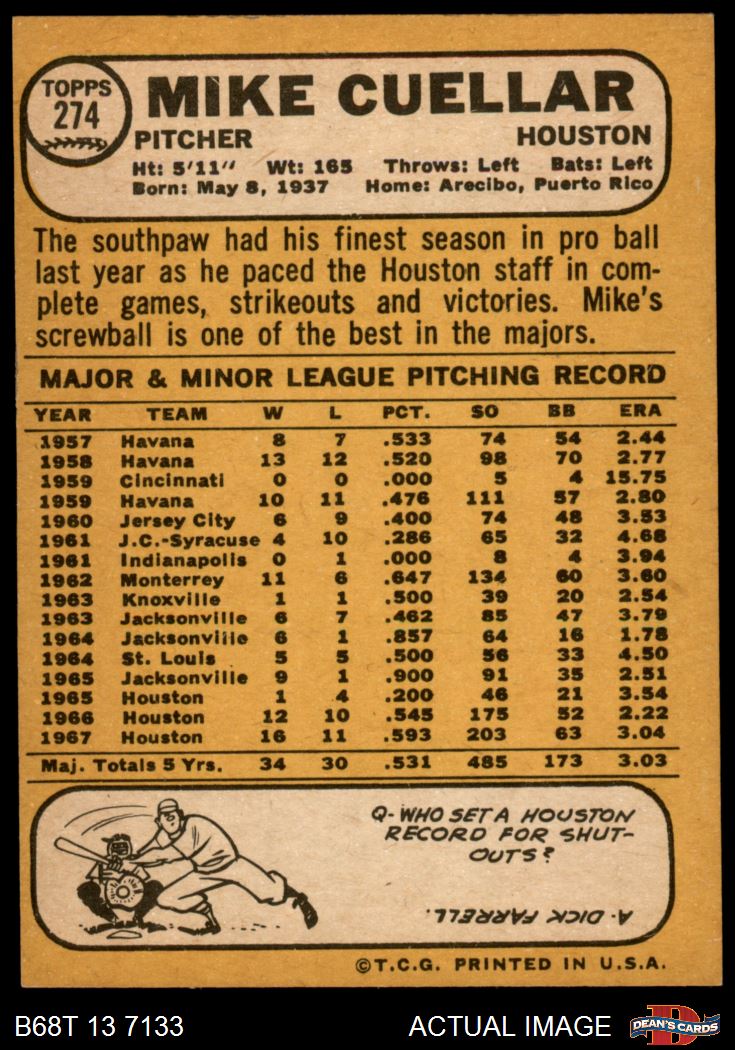 TOPPS
274
MIKE CUELLAR
PITCHER HOUSTON
Ht: 5'11" Wt: 165 Throws: Left Bats: Left
Born: May 8, 1937 Home: Arecibo, Puerto Rico
The southpaw had his finest season in pro ball
last year as he paced the Houston staff in com-
plete games, strikeouts and victories. Mike's
screwball is one of the best in the majors.
MAJOR & MINOR LEAGUE PITCHING RECORD
YEAR TEAM W L PCT. SO BB ERA
1957 Havana 8 7 .533 74 54 2.44
1958 Havana 13 12 .520 98 70 2.77
1959 Cincinnati 0 0 .000 5 4 15.75
1959 Havana 10 11 .476 111 57 2.80
1960 Jersey City 6 9 .400 74 48 3.53
1961 J.C.-Syracuse 4 10 .286 65 32 4.68
1961 Indianapolis 0 1 .000 8 4 3.94
1962 Monterrey 11 6 .647 134 60 3.60
1963 Knoxville 1 1 .500 39 20 2.54
1963 Jacksonville 6 7 .462 85 47 3.79
1964 Jacksonville 6 1 .857 64 16 1.78
1964 St. Louis 5 5 .500 56 33 4.50
1965 Jacksonville 9 1 .900 91 35 2.51
1965 Houston 1 4 .200 46 21 3.54
1966 Houston 12 10 .545 175 52 2.22
1967 Houston 16 11 .593 203 63 3.04
Maj. Totals 5 Yrs. 34 30 .531 485 173 3.03
Q-WHO SET A HOUSTON
RECORD FOR SHUT-
OUTS?
A-DICK FARRELL.
©T.C.G. PRINTED IN U.S.A.
B68T 13 7133 ACTUAL IMAGE
D
DEAN'S CARDS